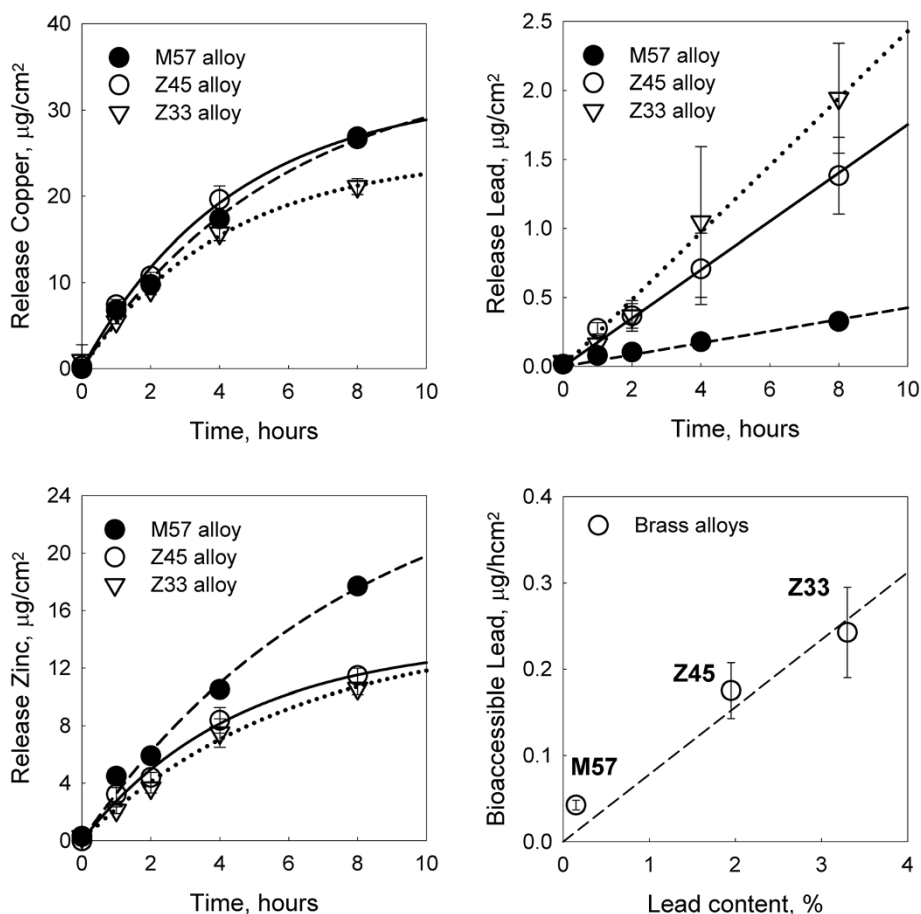 Release Copper, μg/cm²
40
30
20
10
0
M57 alloy
Z45 alloy
Z33 alloy
0 2 4 6 8 10
Time, hours
Release Lead, μg/cm²
2.5
2.0
1.5
1.0
0.5
0.0
M57 alloy
Z45 alloy
Z33 alloy
0 2 4 6 8 10
Time, hours
Release Zinc, μg/cm²
24
20
16
12
8
4
0
M57 alloy
Z45 alloy
Z33 alloy
0 2 4 6 8 10
Time, hours
Bioaccessible Lead, μg/hcm²
0.4
0.3
0.2
0.1
0.0
Brass alloys
Z33
Z45
M57
0 1 2 3 4
Lead content, %